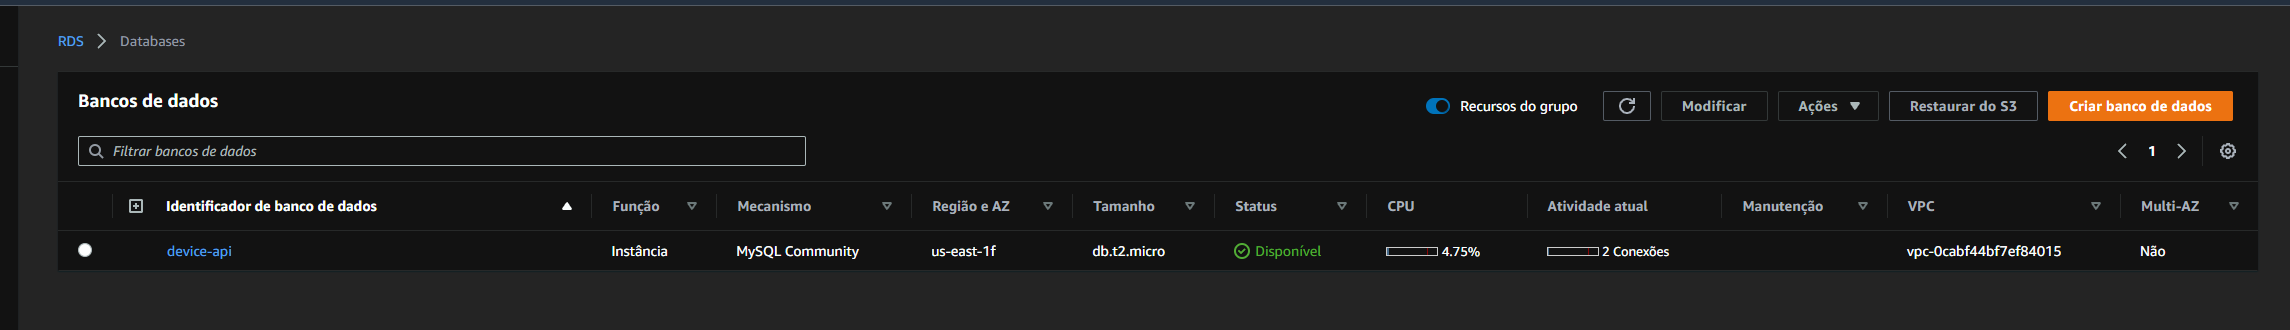 RDS > Databases
Bancos de dados
Recursos do grupo Modificar Ações Restaurar do S3 Criar banco de dados
Filtrar bancos de dados
1
Identificador de banco de dados Função Mecanismo Região e AZ Tamanho Status CPU Atividade atual Manutenção VPC Multi-AZ
device-api Instância MySQL Community us-east-1f db.t2.micro Disponível 4.75% 2 Conexões vpc-0cabf44bf7ef84015 Não